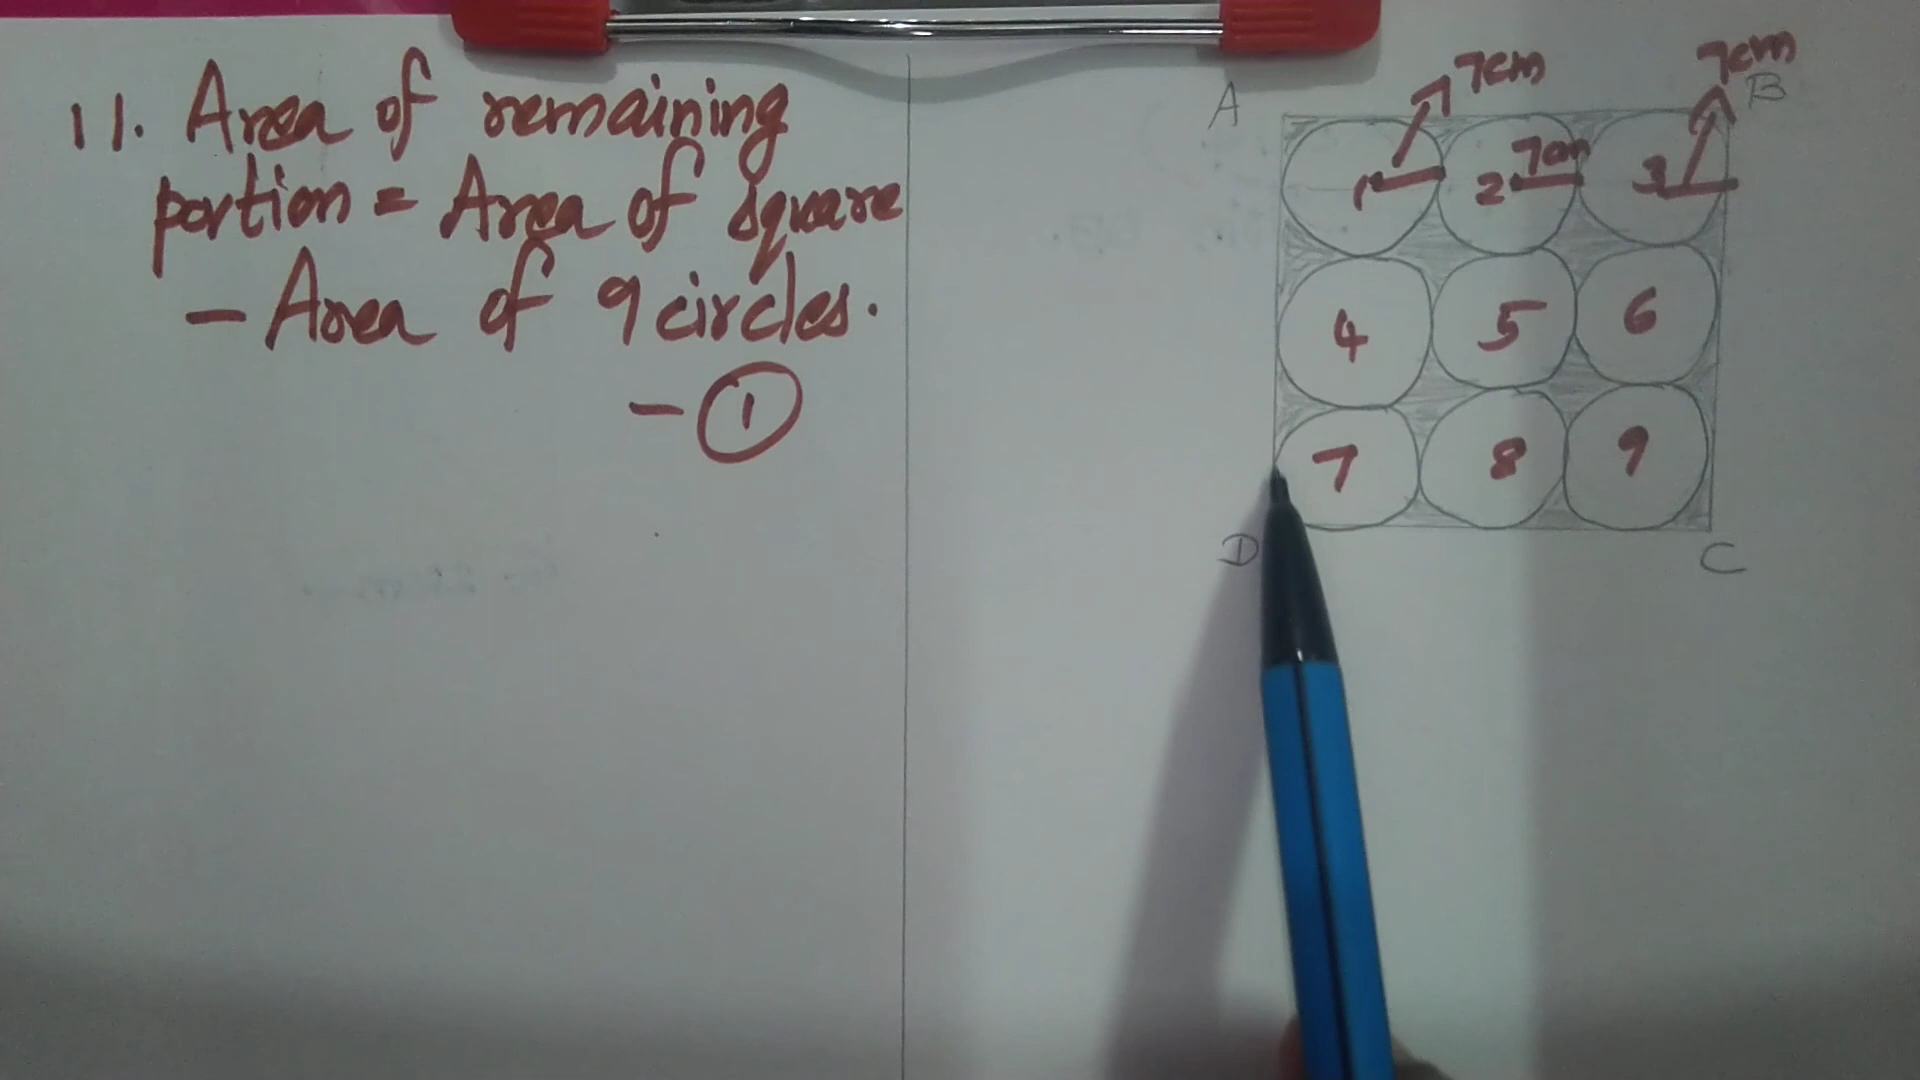 11. Area of remaining
portion = Area of square
- Area of 9 circles.
- 1
7cm
7cm
A
B
7cm
1
2
3
4
5
6
7
8
9
D
C